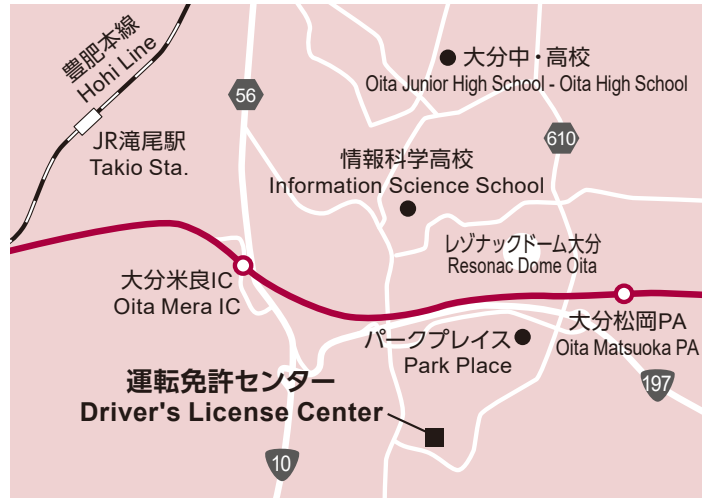 大分中・高校
Oita Junior High School - Oita High School
豊肥本線
Hohi Line
56
610
JR滝尾駅
Takio Sta.
情報科学高校
Information Science School
レゾナックドーム大分
Resonac Dome Oita
大分米良IC
Oita Mera IC
大分松岡PA
Oita Matsuoka PA
パークプレイス
Park Place
197
運転免許センター
Driver's License Center
10